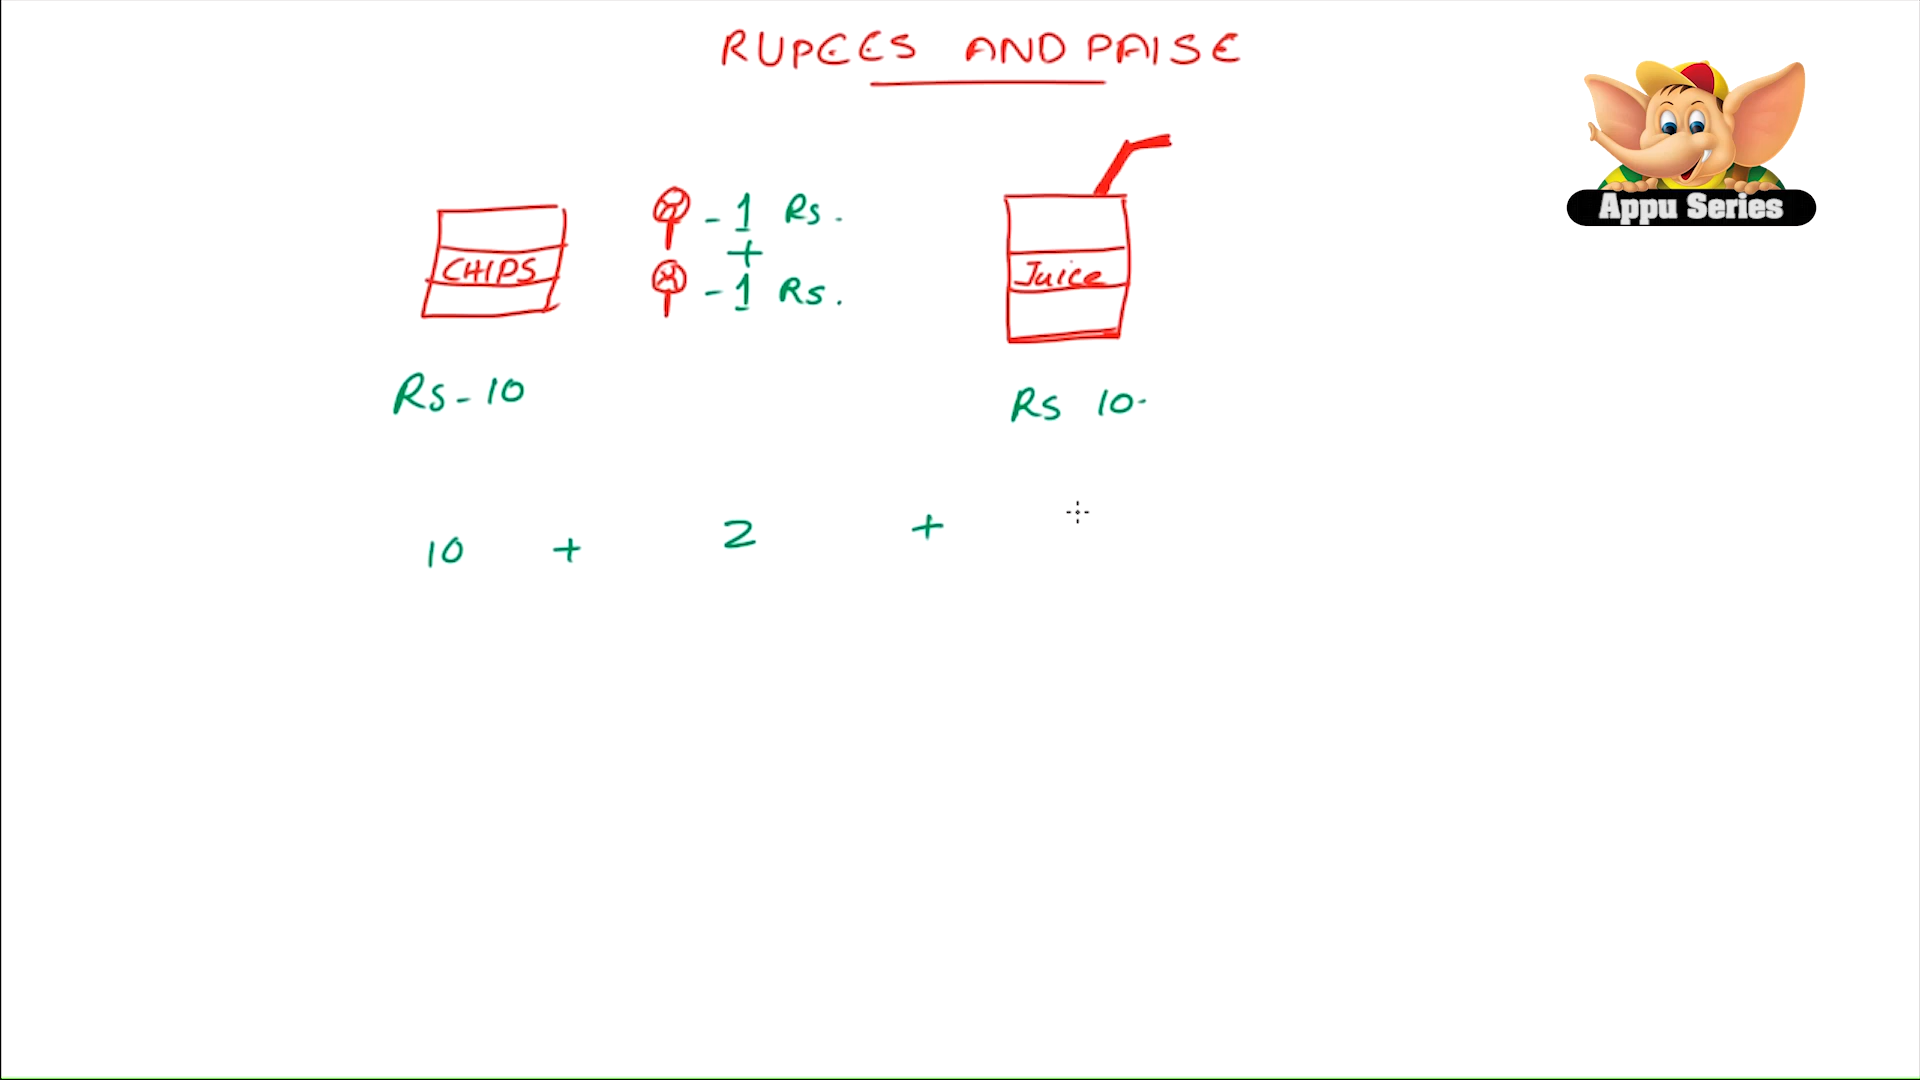 RUPEES AND PAISE
Appu Series
CHIPS
- 1 Rs.
+
- 1 Rs.
Juice
Rs - 10
Rs 10.
10 + 2 +